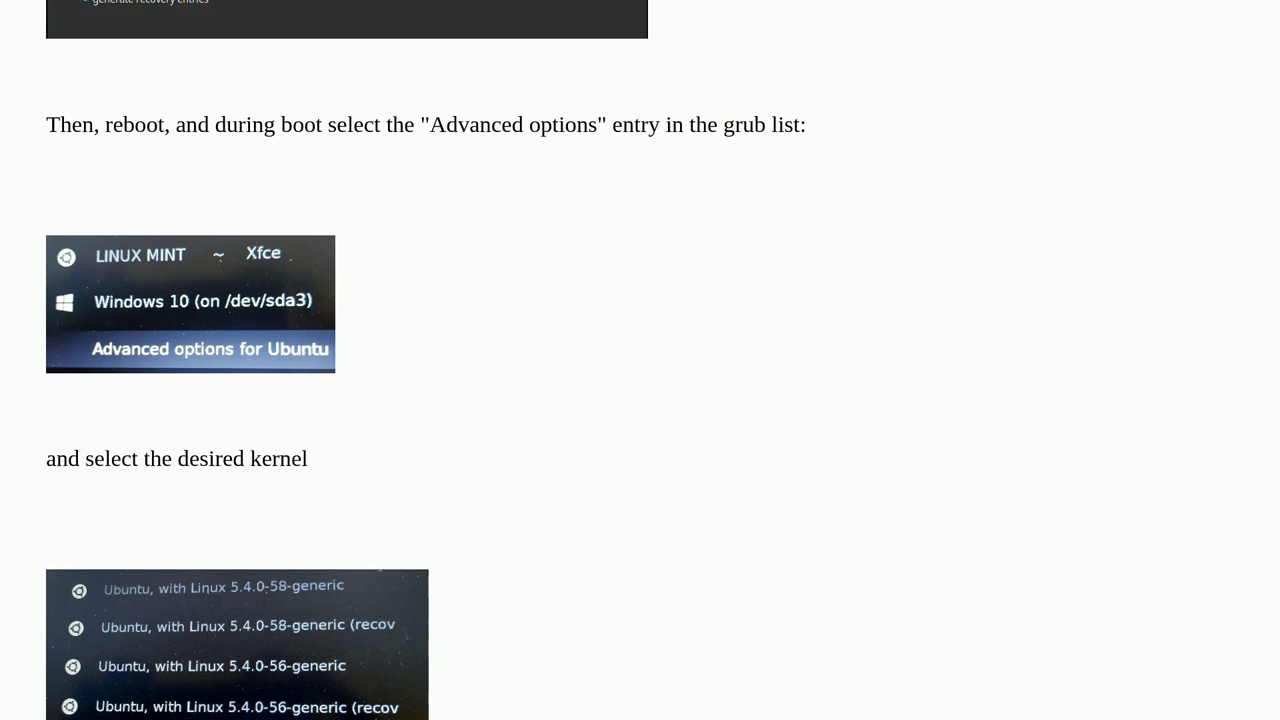 generate recovery entries
Then, reboot, and during boot select the "Advanced options" entry in the grub list:
LINUX MINT ~ Xfce
Windows 10 (on /dev/sda3)
Advanced options for Ubuntu
and select the desired kernel
Ubuntu, with Linux 5.4.0-58-generic
Ubuntu, with Linux 5.4.0-58-generic (recov
Ubuntu, with Linux 5.4.0-56-generic
Ubuntu, with Linux 5.4.0-56-generic (recov